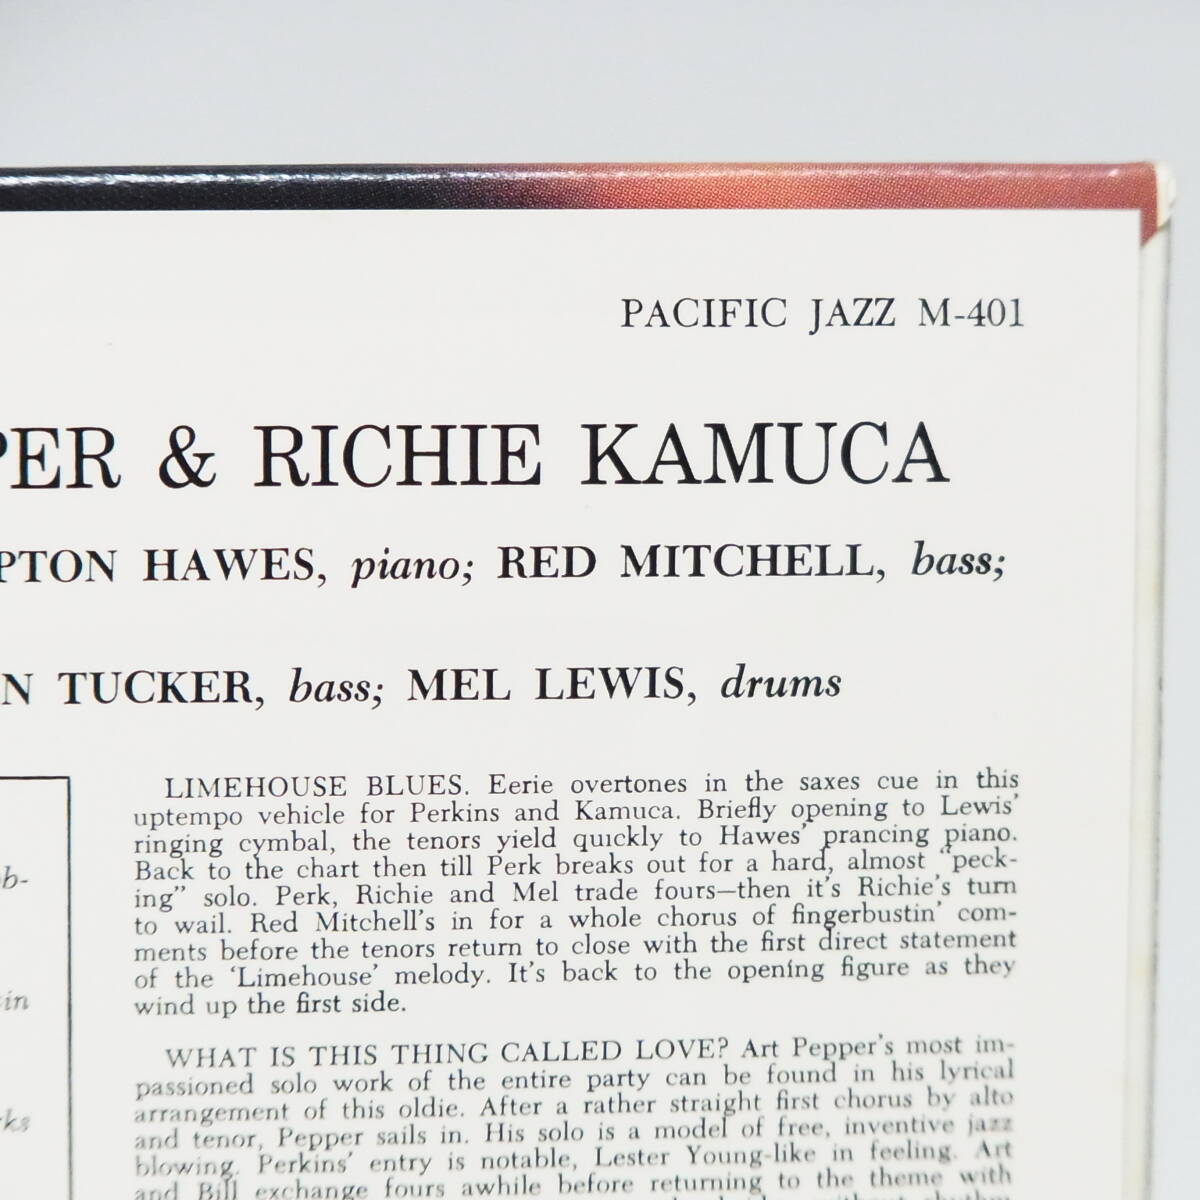 PACIFIC JAZZ M-401
PER & RICHIE KAMUCA
PTON HAWES, piano; RED MITCHELL, bass;
N TUCKER, bass; MEL LEWIS, drums
b-
in
ks
LIMEHOUSE BLUES. Eerie overtones in the saxes cue in this
uptempo vehicle for Perkins and Kamuca. Briefly opening to Lewis'
ringing cymbal, the tenors yield quickly to Hawes' prancing piano.
Back to the chart then till Perk breaks out for a hard, almost "peck-
ing" solo. Perk, Richie and Mel trade fours—then it's Richie's turn
to wail. Red Mitchell's in for a whole chorus of fingerbustin' com-
ments before the tenors return to close with the first direct statement
of the 'Limehouse' melody. It's back to the opening figure as they
wind up the first side.
WHAT IS THIS THING CALLED LOVE? Art Pepper's most im-
passioned solo work of the entire party can be found in his lyrical
arrangement of this oldie. After a rather straight first chorus by alto
and tenor, Pepper sails in. His solo is a model of free, inventive jazz
blowing. Perkins' entry is notable, Lester Young-like in feeling. Art
and Bill exchange fours awhile before returning to the theme with